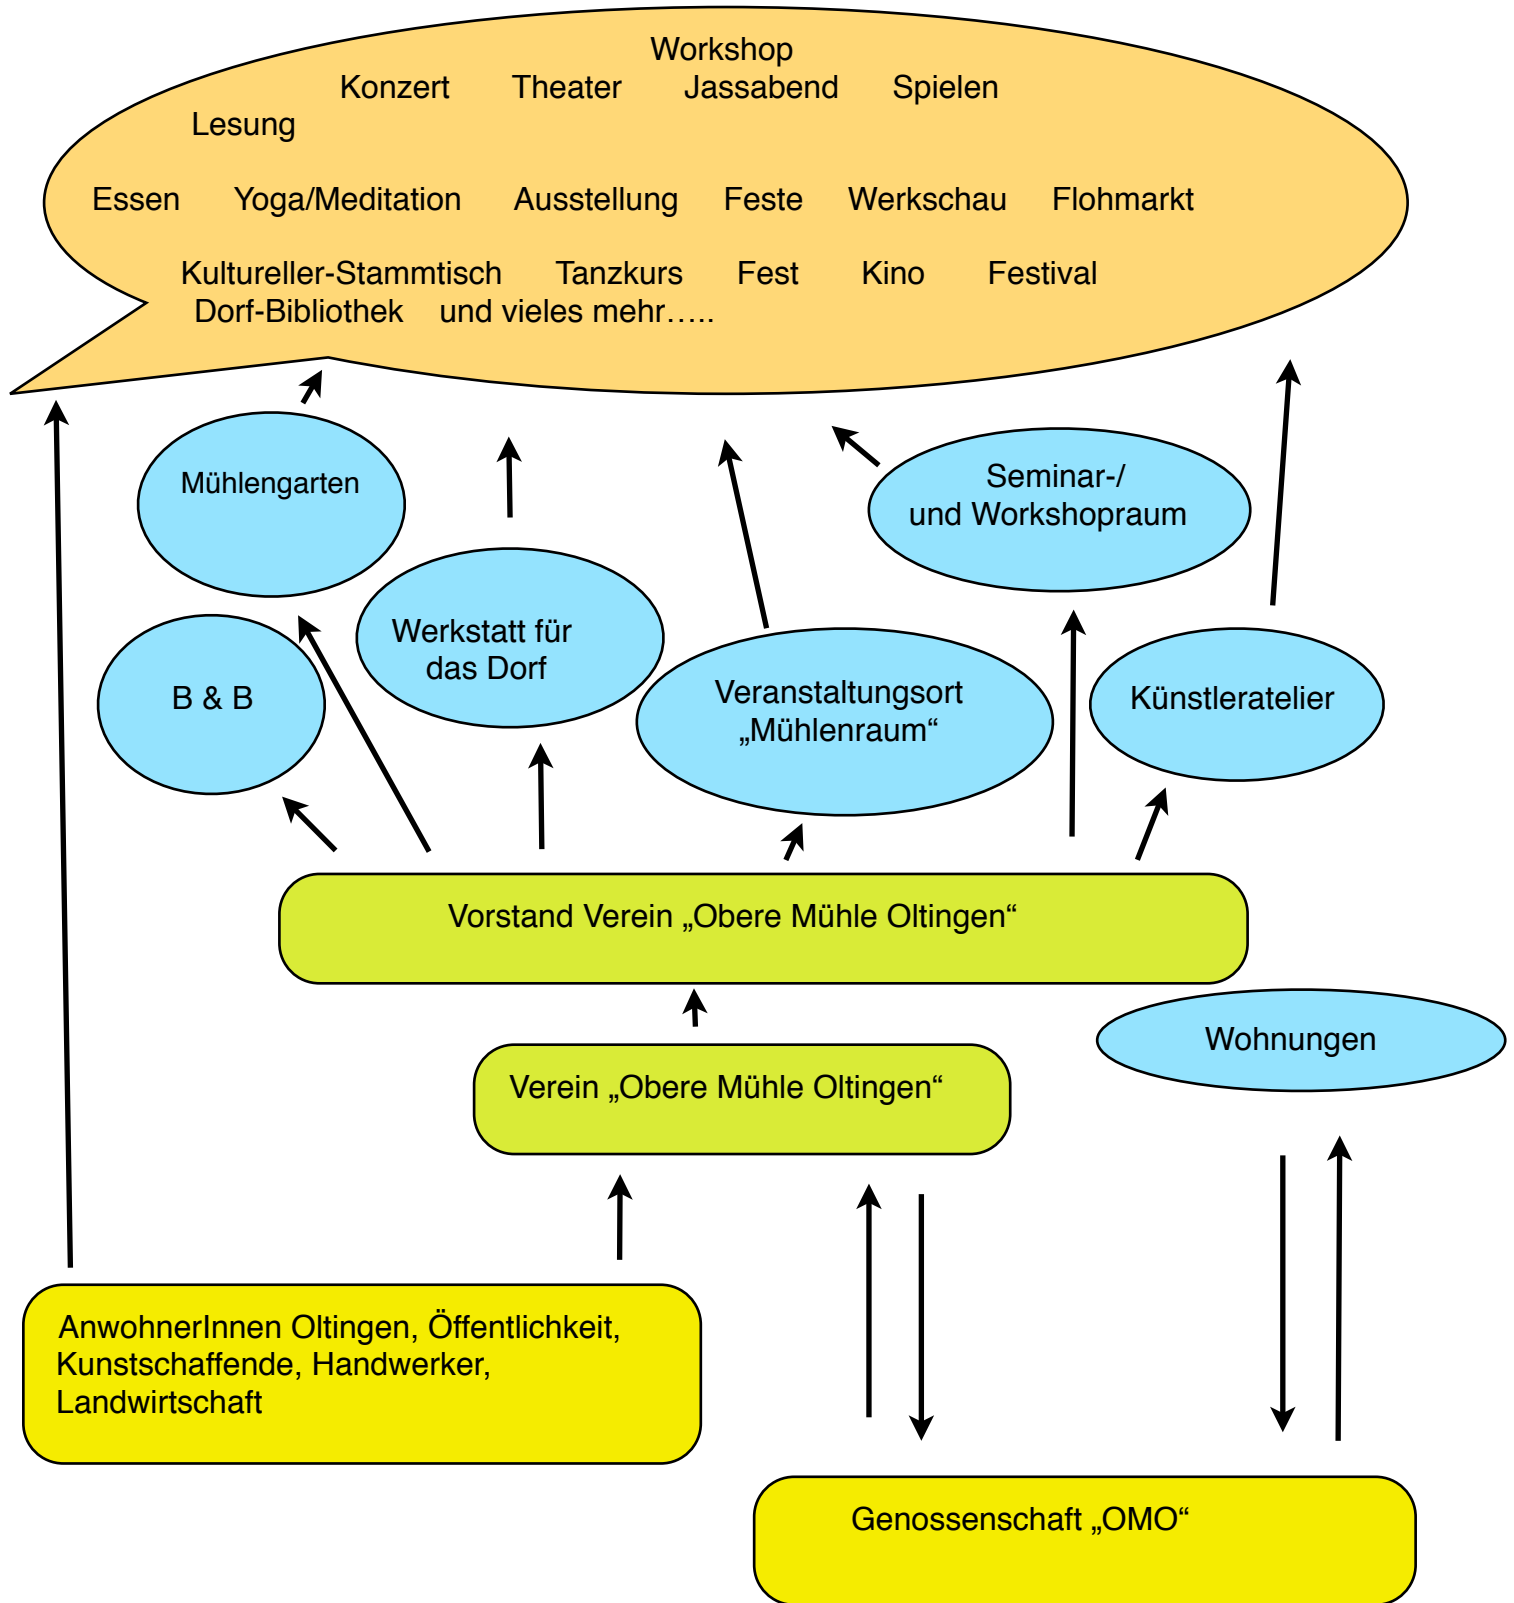 Workshop
Konzert Theater Jassabend Spielen
Lesung
Essen Yoga/Meditation Ausstellung Feste Werkschau Flohmarkt
Kultureller-Stammtisch Tanzkurs Fest Kino Festival
Dorf-Bibliothek und vieles mehr…..
Mühlengarten
Seminar-/
und Workshopraum
Werkstatt für
das Dorf
B & B
Veranstaltungsort
„Mühlenraum“
Künstleratelier
Vorstand Verein „Obere Mühle Oltingen“
Wohnungen
Verein „Obere Mühle Oltingen“
AnwohnerInnen Oltingen, Öffentlichkeit,
Kunstschaffende, Handwerker,
Landwirtschaft
Genossenschaft „OMO“